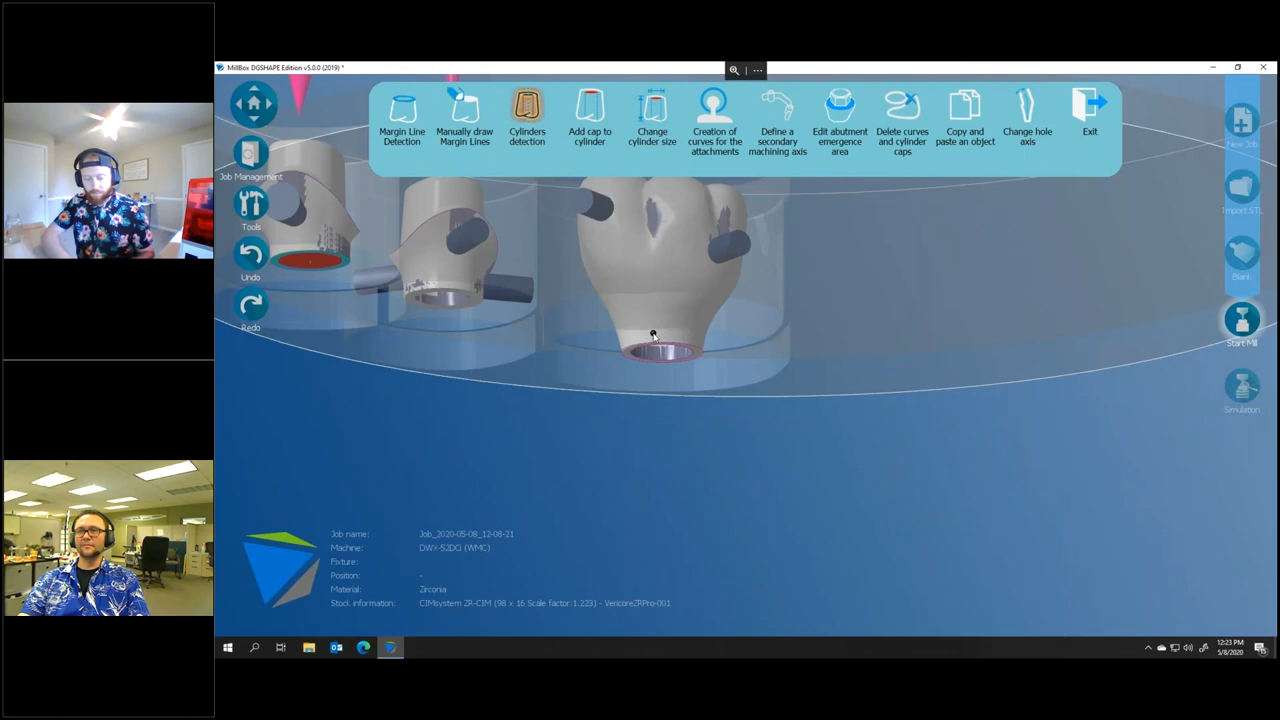 MillBox DGSHAPE Edition v5.0.0 (2019) *
Margin Line
Detection
Manually draw
Margin Lines
Cylinders
detection
Add cap to
cylinder
Change
cylinder size
Creation of
curves for the
attachments
Define a
secondary
machining axis
Edit abutment
emergence
area
Delete curves
and cylinder
caps
Copy and
paste an object
Change hole
axis
Exit
Job Management
Tools
Undo
Redo
New Job
Import STL
Blank
Start Mill
Simulation
Job name: Job_2020-05-08_12-08-21
Machine: DWX-52DCi (WMC)
Fixture:
Position: -
Material: Zirconia
Stock information: CIMsystem ZR-CIM (98 x 16 Scale factor:1.223) - VericoreZRPro-001
12:23 PM
5/8/2020